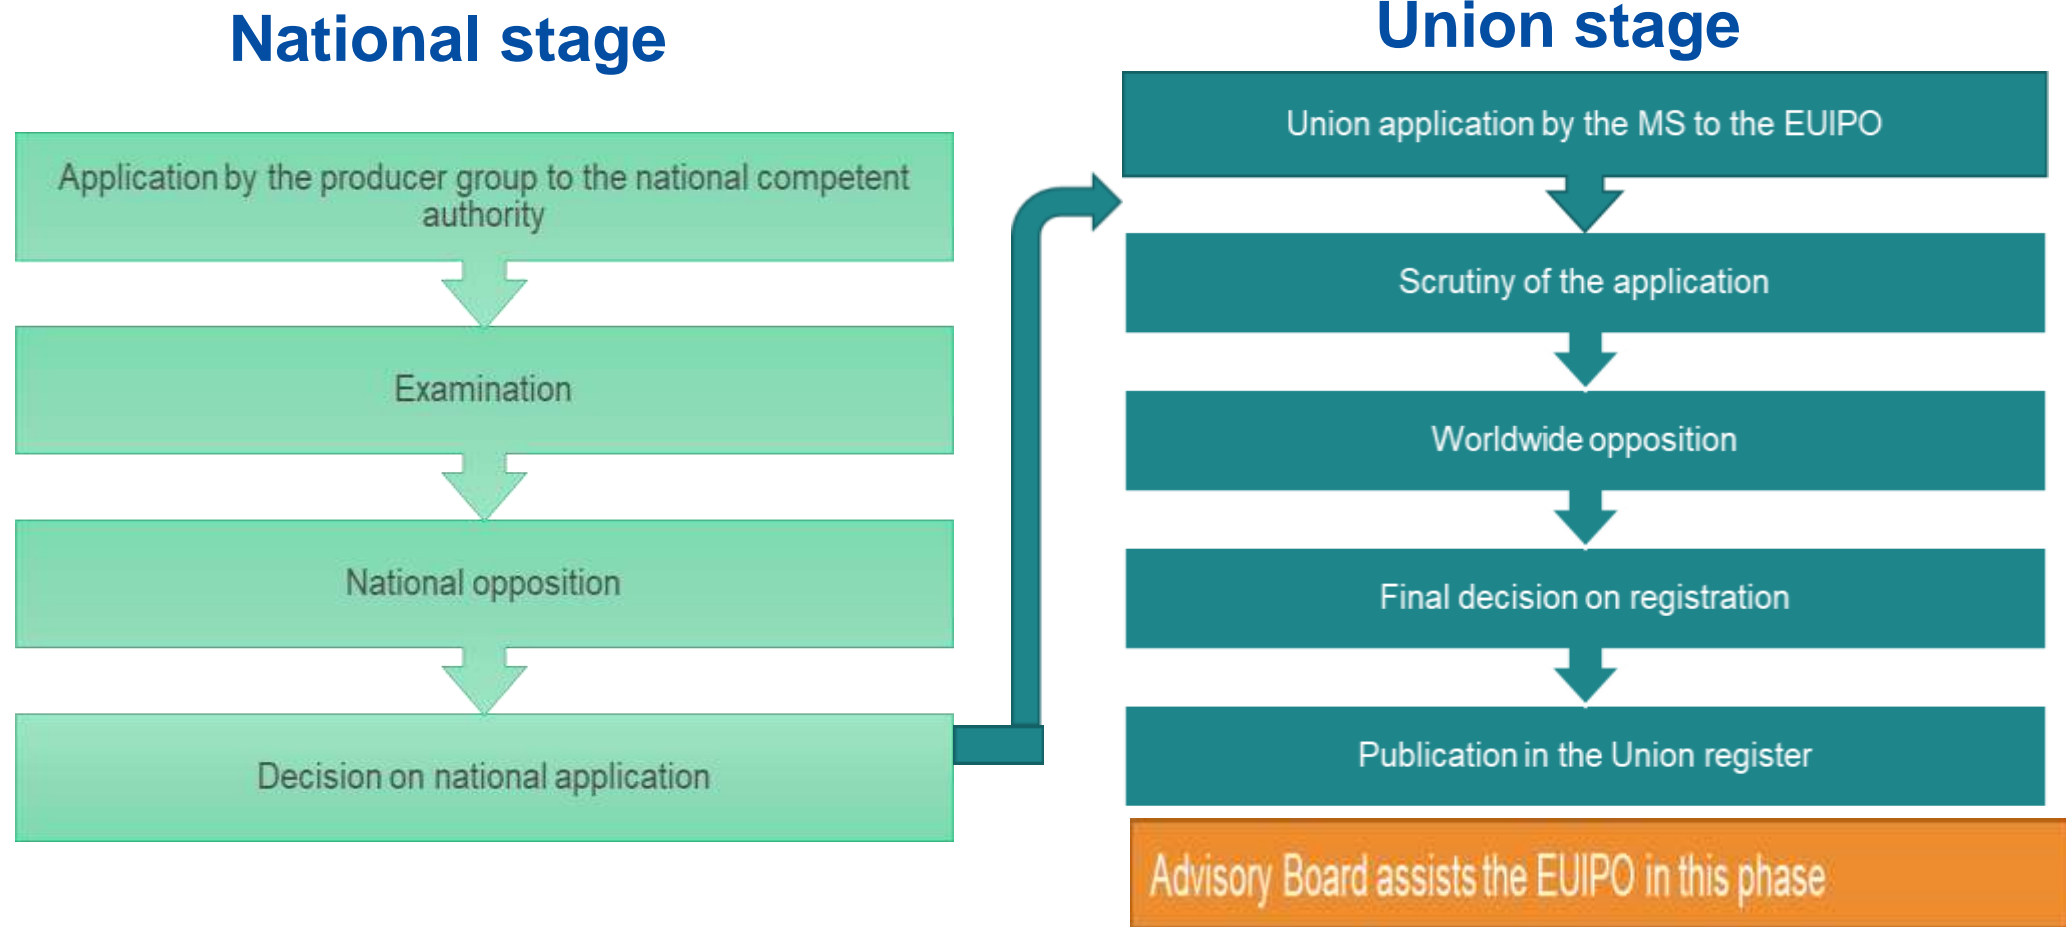 National stage
Application by the producer group to the national competent
authority
Examination
National opposition
Decision on national application
Union stage
Union application by the MS to the EUIPO
Scrutiny of the application
Worldwide opposition
Final decision on registration
Publication in the Union register
Advisory Board assists the EUIPO in this phase